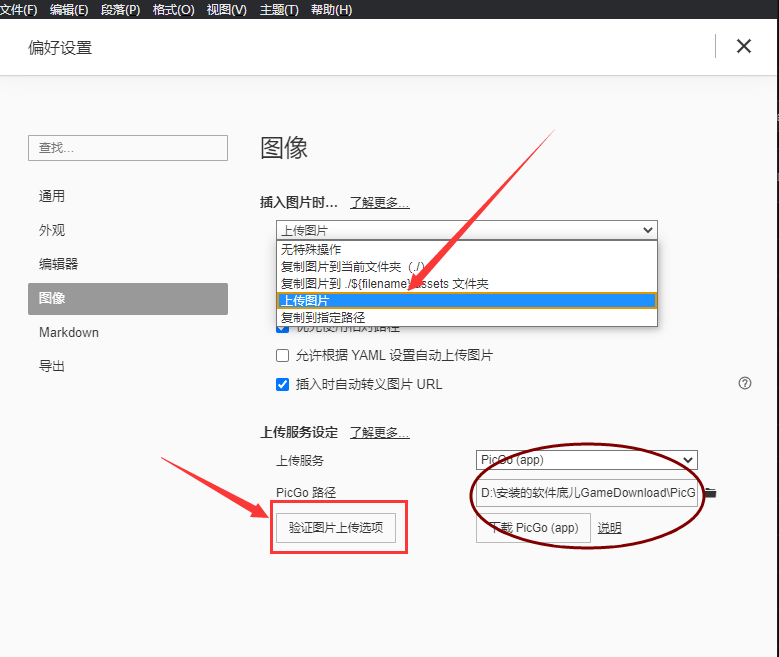 文件(F) 编辑(E) 段落(P) 格式(O) 视图(V) 主题(T) 帮助(H)
偏好设置
查找...
通用
外观
编辑器
图像
Markdown
导出
图像
插入图片时... 了解更多...
上传图片
无特殊操作
复制图片到当前文件夹 (./)
复制图片到 ./${filename}.assets 文件夹
上传图片
复制到指定路径
优先使用相对路径
允许根据 YAML 设置自动上传图片
插入时自动转义图片 URL
上传服务设定 了解更多...
上传服务 PicGo (app)
PicGo 路径 D:\安装的软件底儿GameDownload\PicG
验证图片上传选项 下载 PicGo (app) 说明